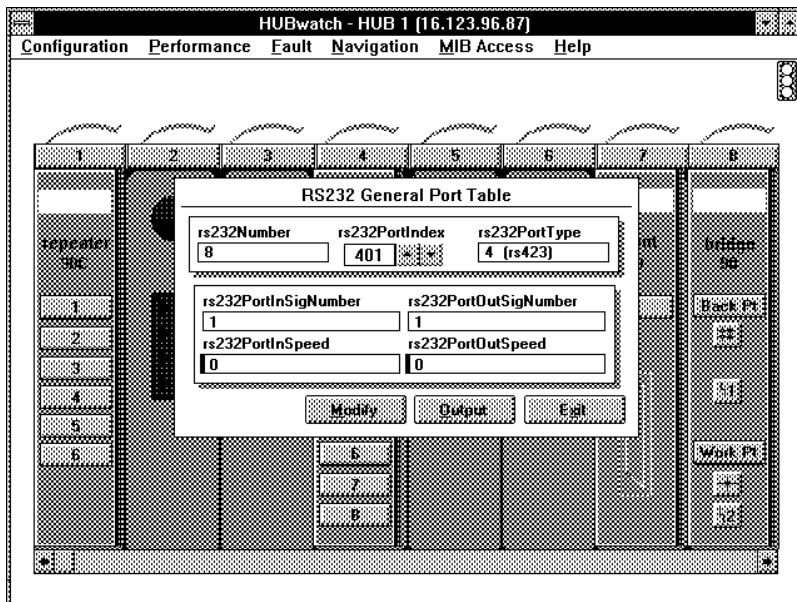 HUBwatch - HUB 1 (16.123.96.87)
Configuration Performance Fault Navigation MIB Access Help
1 2 3 4 5 6 7 8
RS232 General Port Table
rs232Number rs232PortIndex rs232PortType
8 401 4 (rs423)
rs232PortInSigNumber rs232PortOutSigNumber
1 1
rs232PortInSpeed rs232PortOutSpeed
0 0
Modify Output Exit
repeater
90c
1
2
3
4
5
6
6
7
8
bridge
90
Back Pt
S1
Work Pt
S2